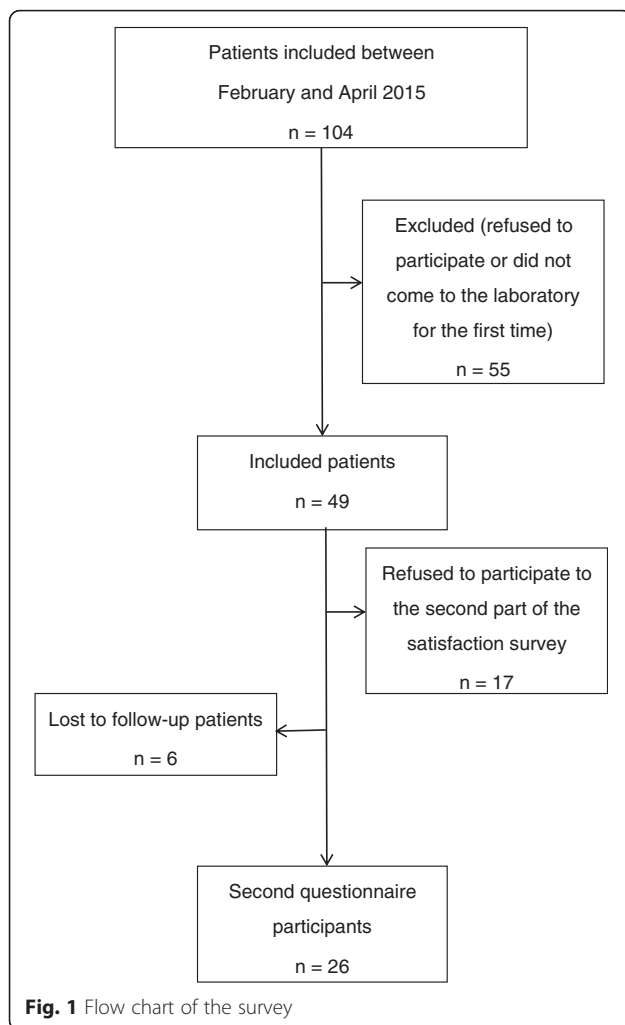 Patients included between
February and April 2015
n = 104
Excluded (refused to
participate or did not
come to the laboratory
for the first time)
n = 55
Included patients
n = 49
Refused to participate to
the second part of the
satisfaction survey
n = 17
Lost to follow-up patients
n = 6
Second questionnaire
participants
n = 26
Fig. 1 Flow chart of the survey